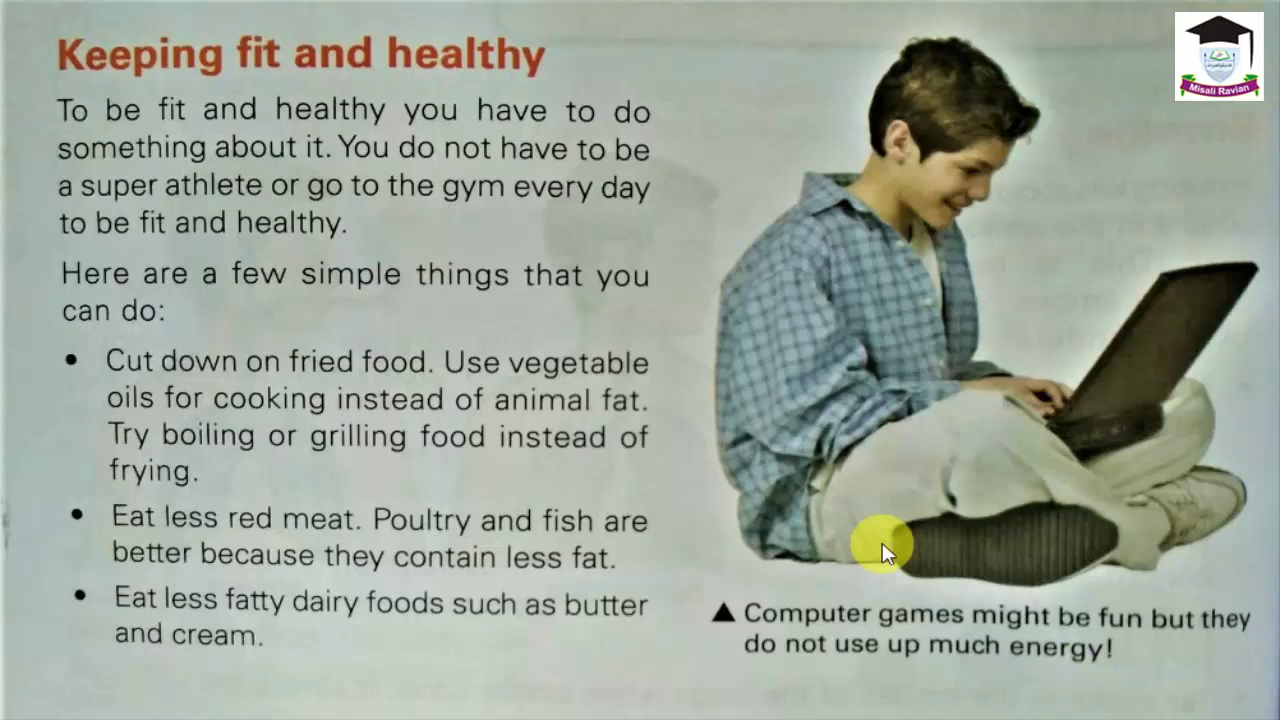 Keeping fit and healthy
To be fit and healthy you have to do
something about it. You do not have to be
a super athlete or go to the gym every day
to be fit and healthy.
Here are a few simple things that you
can do:
• Cut down on fried food. Use vegetable
oils for cooking instead of animal fat.
Try boiling or grilling food instead of
frying.
• Eat less red meat. Poultry and fish are
better because they contain less fat.
• Eat less fatty dairy foods such as butter
and cream.
▲ Computer games might be fun but they
do not use up much energy!
Misali Ravian